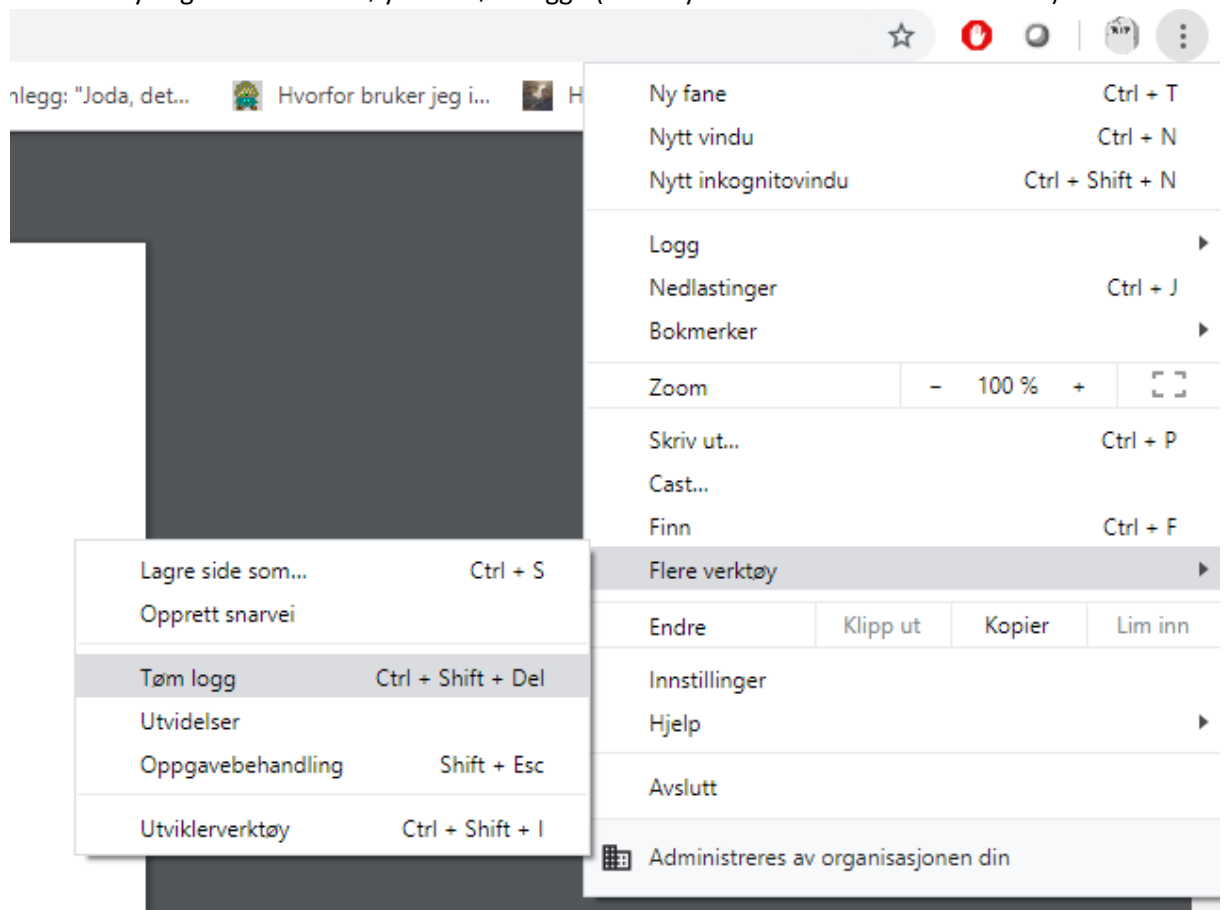 nlegg: "Joda, det... Hvorfor bruker jeg i... H
RIP
Ny fane Ctrl + T
Nytt vindu Ctrl + N
Nytt inkognitovindu Ctrl + Shift + N
Logg
Nedlastinger Ctrl + J
Bokmerker
Zoom - 100 % +
Skriv ut... Ctrl + P
Cast...
Finn Ctrl + F
Flere verktøy
Lagre side som... Ctrl + S
Opprett snarvei
Tøm logg Ctrl + Shift + Del
Utvidelser
Oppgavebehandling Shift + Esc
Utviklerverktøy Ctrl + Shift + I
Endre Klipp ut Kopier Lim inn
Innstillinger
Hjelp
Avslutt
Administreres av organisasjonen din